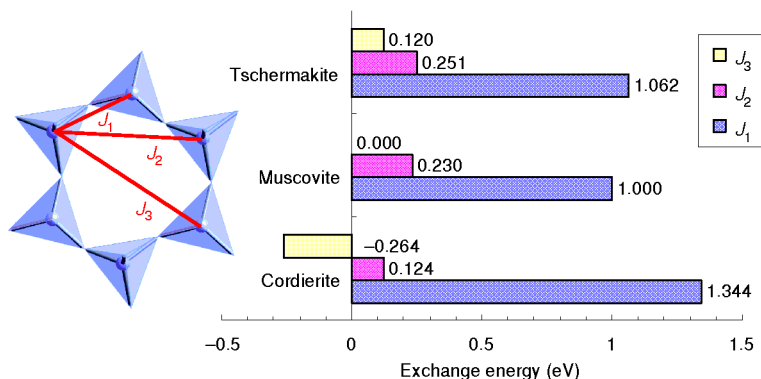 J1
J2
J3
Tschermakite
0.120
0.251
1.062
Muscovite
0.000
0.230
1.000
Cordierite
−0.264
0.124
1.344
−0.5
0
0.5
1
1.5
Exchange energy (eV)
J3
J2
J1